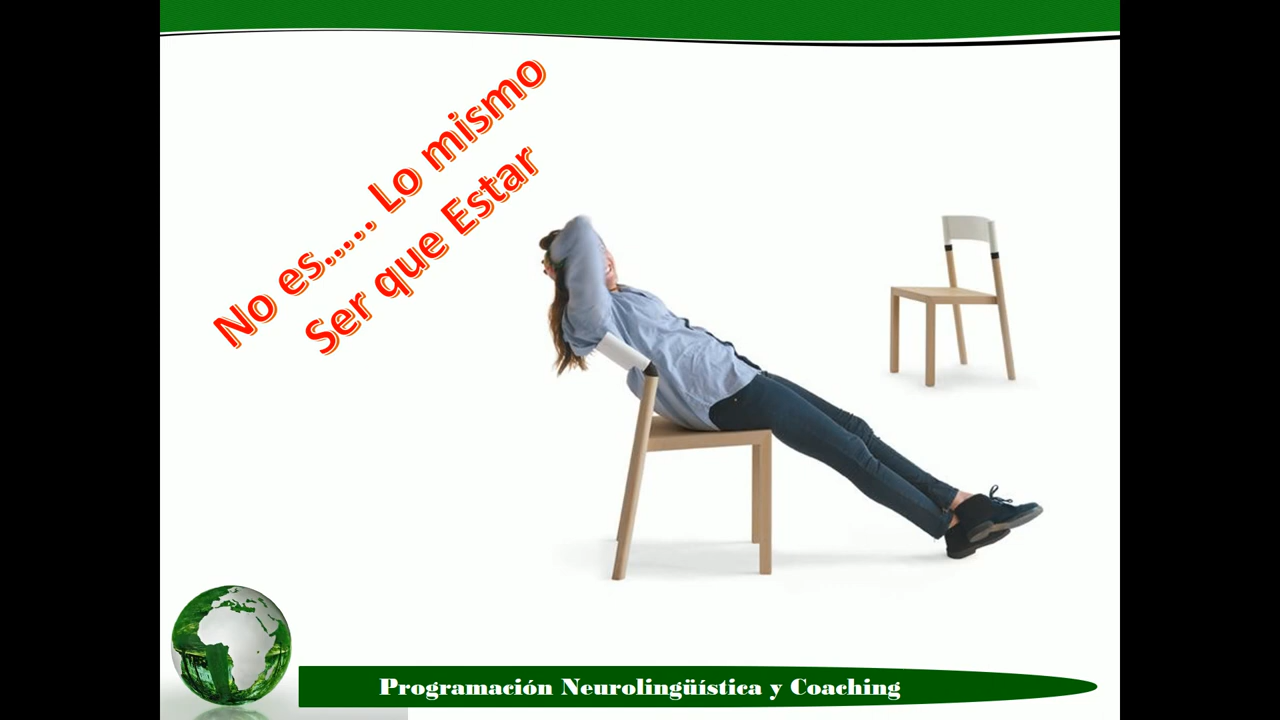 No es..... Lo mismo
Ser que Estar
Programación Neurolingüística y Coaching